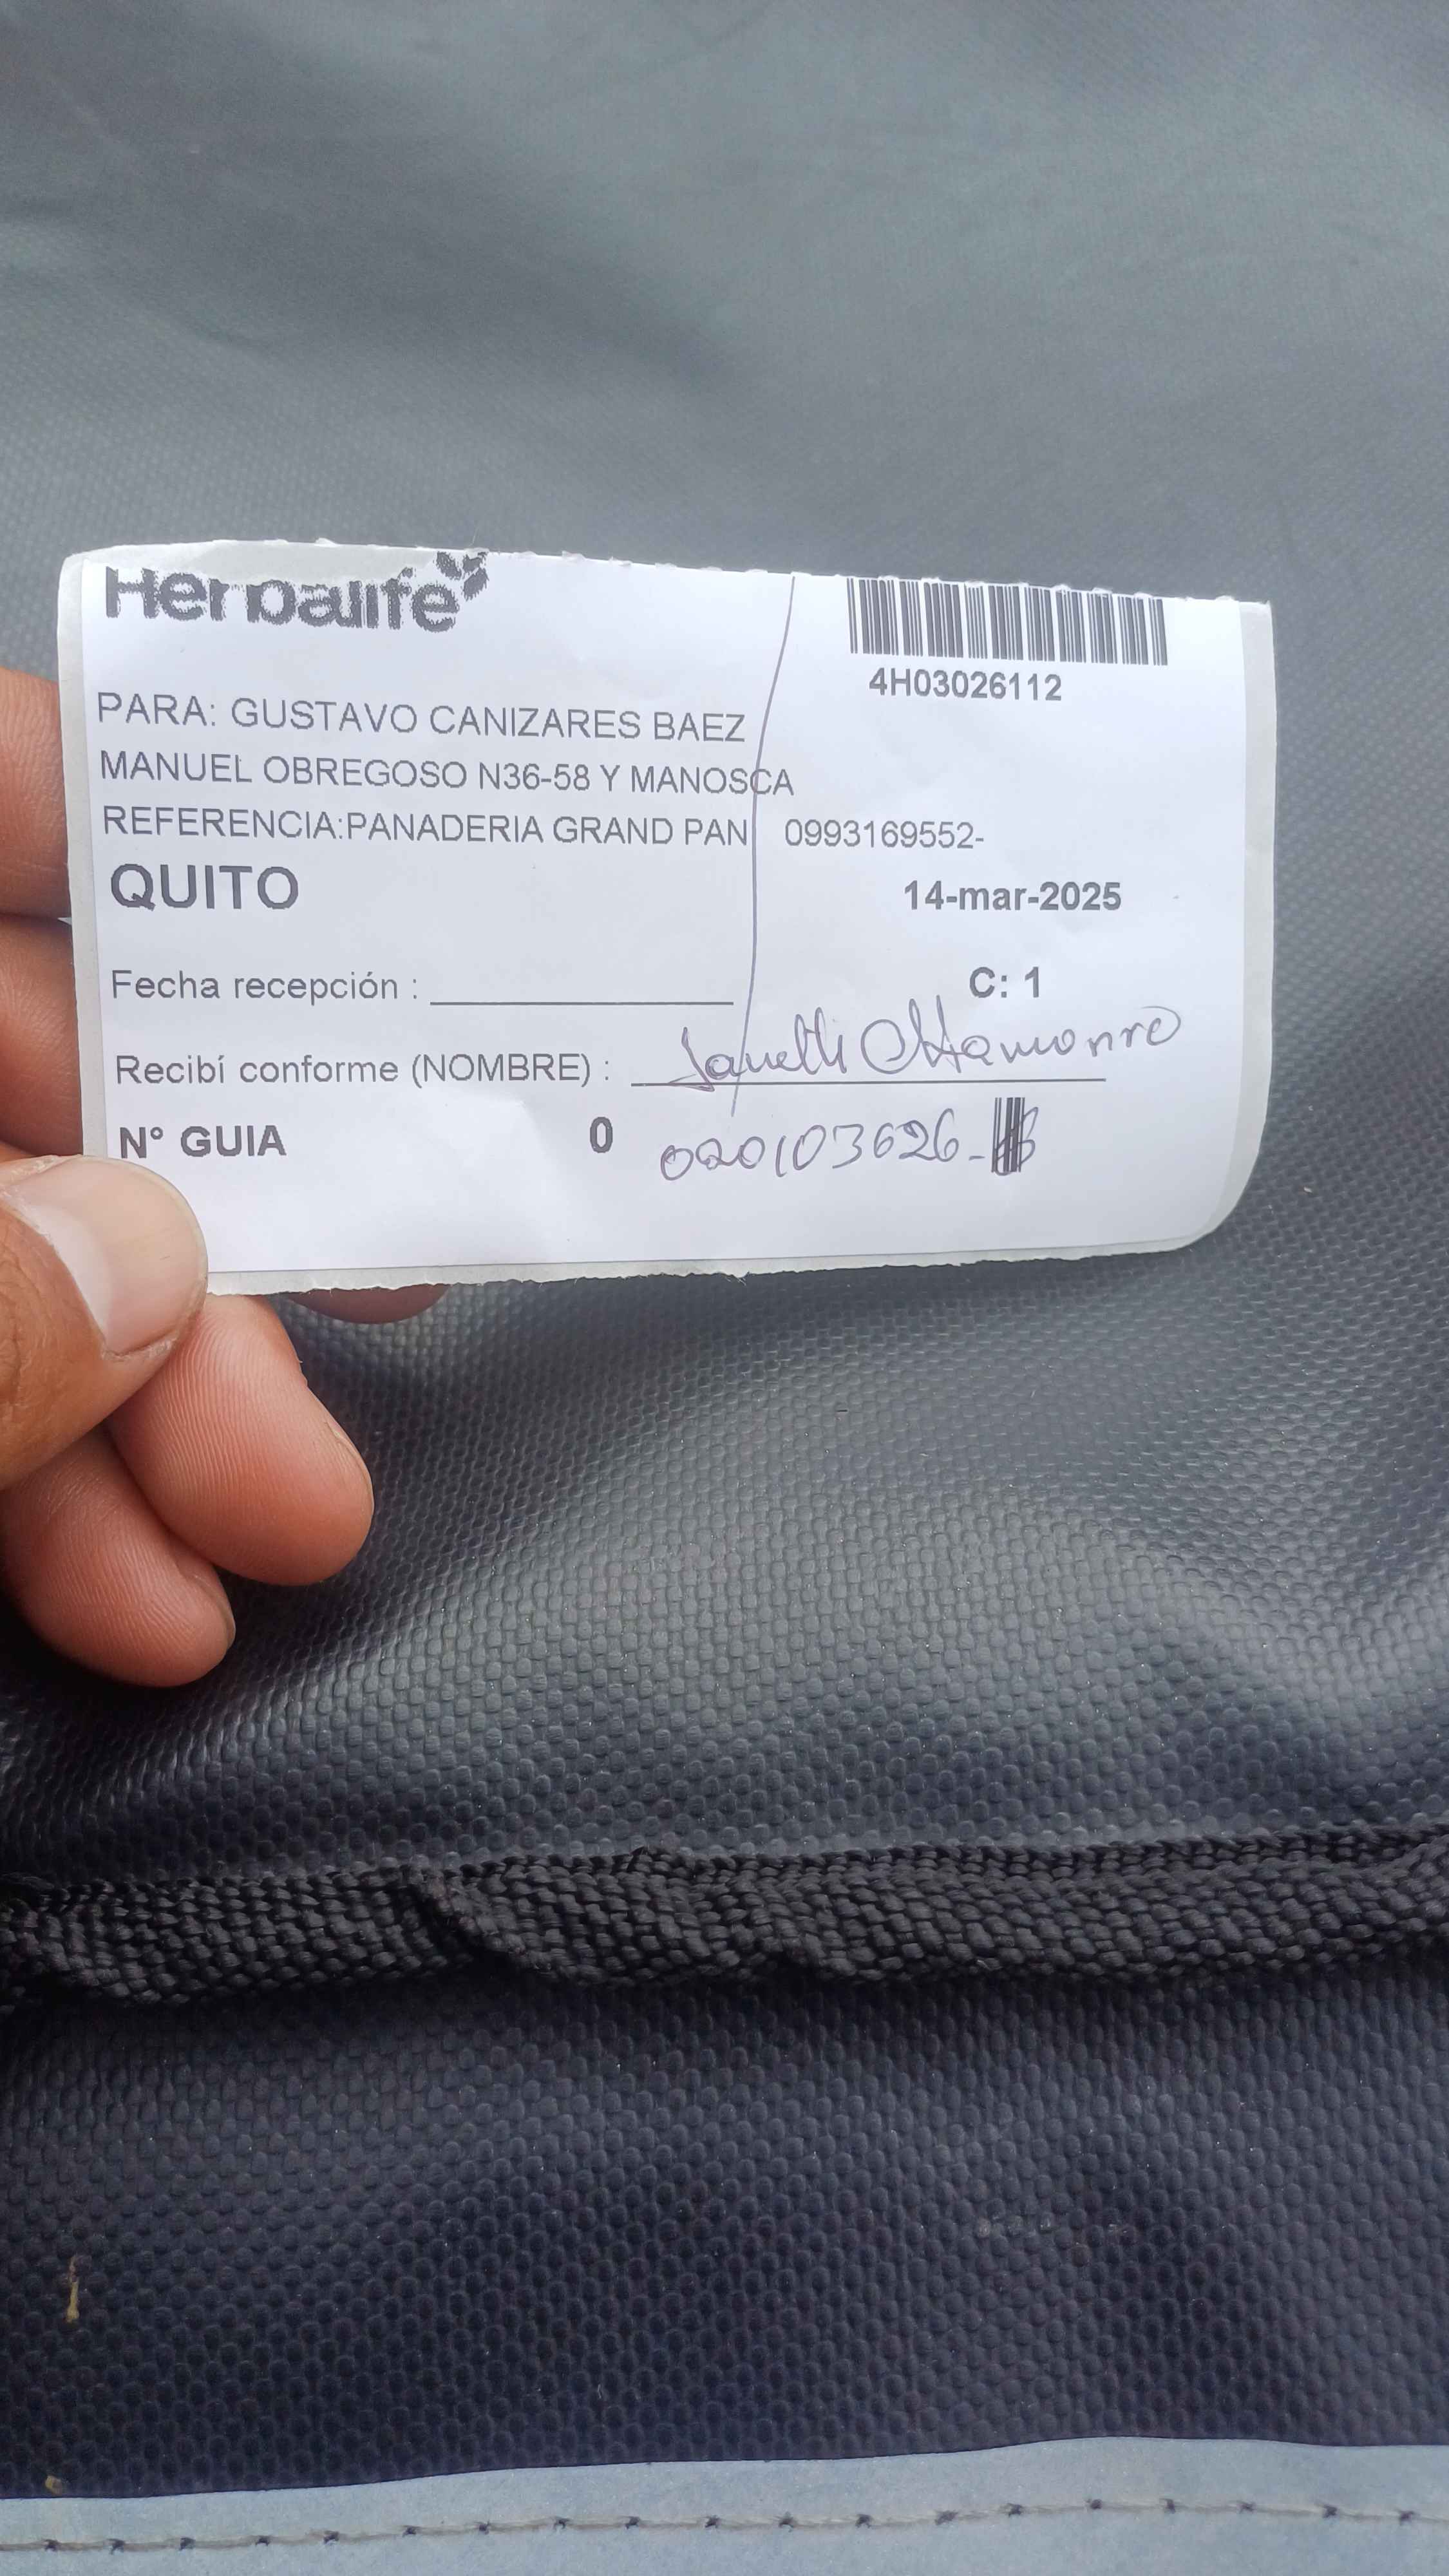 Herbalife
4H03026112
PARA: GUSTAVO CANIZARES BAEZ
MANUEL OBREGOSO N36-58 Y MANOSCA
REFERENCIA:PANADERIA GRAND PAN 0993169552-
QUITO 14-mar-2025
Fecha recepción :
C: 1
Recibí conforme (NOMBRE) :
N° GUIA 0 020103626-